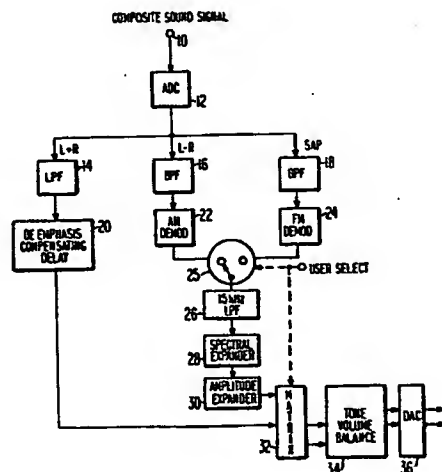 COMPOSITE SOUND SIGNAL
10
ADC
12
L+R
L-R
SAP
LPF
14
BPF
16
BPF
18
DE EMPHASIS
COMPENSATING
DELAY
20
AM
DEMOD
22
FM
DEMOD
24
25
USER SELECT
15 kHz
LPF
26
SPECTRAL
EXPANDER
28
AMPLITUDE
EXPANDER
30
MATRIX
32
TONE
VOLUME
BALANCE
34
DAC
36